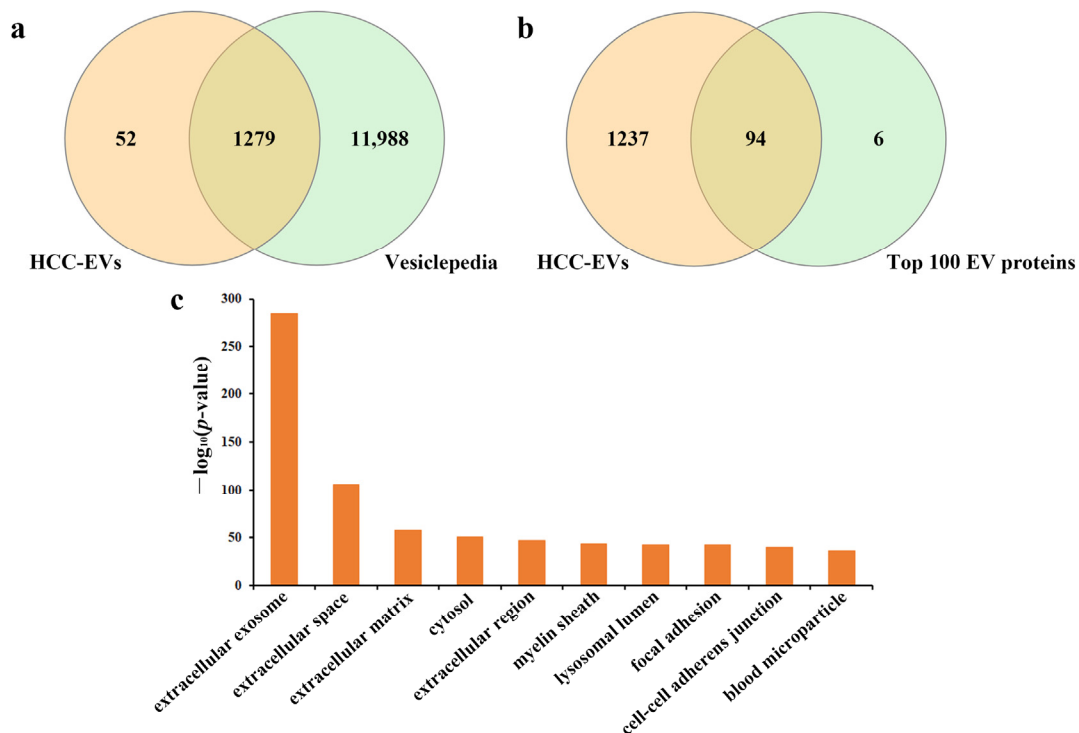 a
52
1279
11,988
HCC-EVs
Vesiclepedia
b
1237
94
6
HCC-EVs
Top 100 EV proteins
c
—log₁₀(p-value)
300
250
200
150
100
50
0
extracellular exosome
extracellular space
extracellular matrix
cytosol
extracellular region
myelin sheath
lysosomal lumen
focal adhesion
cell-cell adherens junction
blood microparticle